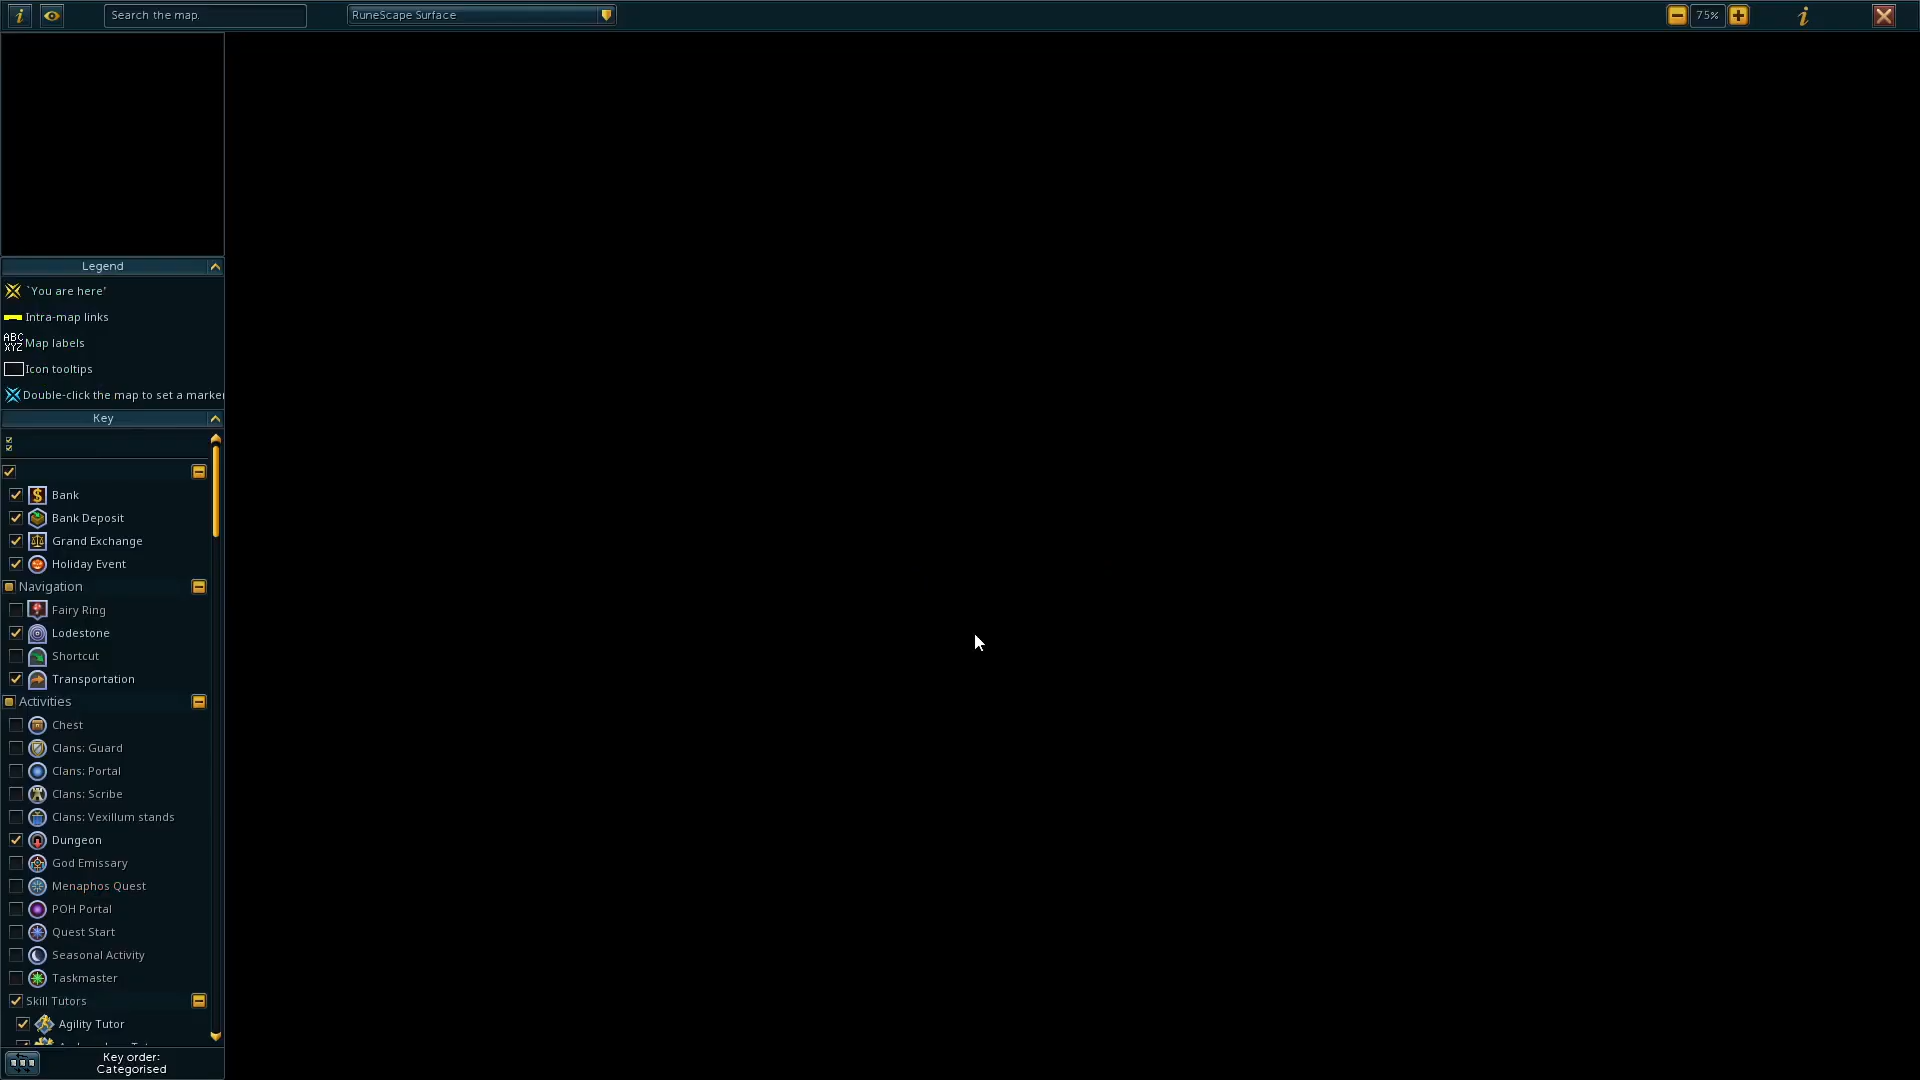 Search the map.
RuneScape Surface
75%
Legend
`You are here'
Intra-map links
ABC
XYZ
Map labels
Icon tooltips
Double-click the map to set a marker
Key
Bank
Bank Deposit
Grand Exchange
Holiday Event
Navigation
Fairy Ring
Lodestone
Shortcut
Transportation
Activities
Chest
Clans: Guard
Clans: Portal
Clans: Scribe
Clans: Vexillum stands
Dungeon
God Emissary
Menaphos Quest
POH Portal
Quest Start
Seasonal Activity
Taskmaster
Skill Tutors
Agility Tutor
Key order:
Categorised